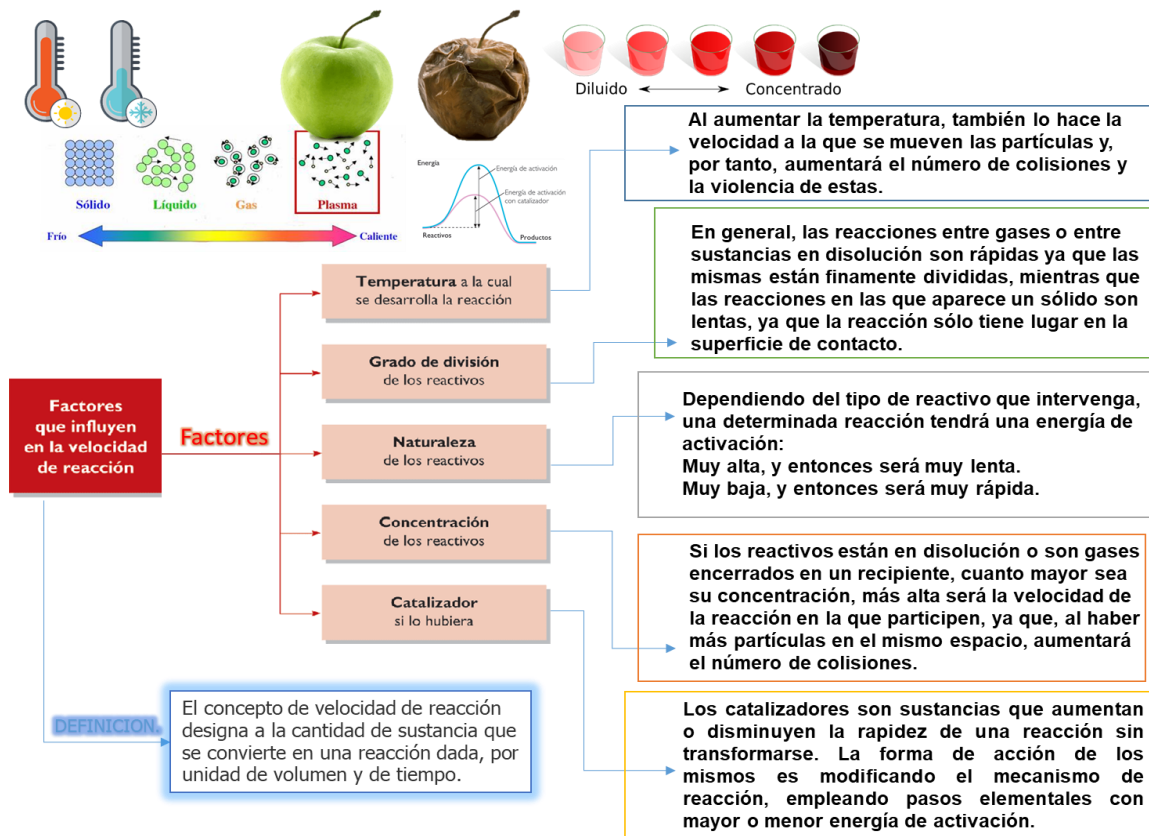 Diluido
Concentrado
Sólido
Líquido
Gas
Plasma
Frío
Caliente
Energía
Energía de activación
Energía de activación
con catalizador
Reactivos
Productos
Factores
que influyen
en la velocidad
de reacción
Factores
Temperatura a la cual
se desarrolla la reacción
Grado de división
de los reactivos
Naturaleza
de los reactivos
Concentración
de los reactivos
Catalizador
si lo hubiera
Al aumentar la temperatura, también lo hace la
velocidad a la que se mueven las partículas y,
por tanto, aumentará el número de colisiones y
la violencia de estas.
En general, las reacciones entre gases o entre
sustancias en disolución son rápidas ya que las
mismas están finamente divididas, mientras que
las reacciones en las que aparece un sólido son
lentas, ya que la reacción sólo tiene lugar en la
superficie de contacto.
Dependiendo del tipo de reactivo que intervenga,
una determinada reacción tendrá una energía de
activación:
Muy alta, y entonces será muy lenta.
Muy baja, y entonces será muy rápida.
Si los reactivos están en disolución o son gases
encerrados en un recipiente, cuanto mayor sea
su concentración, más alta será la velocidad de
la reacción en la que participen, ya que, al haber
más partículas en el mismo espacio, aumentará
el número de colisiones.
Los catalizadores son sustancias que aumentan
o disminuyen la rapidez de una reacción sin
transformarse. La forma de acción de los
mismos es modificando el mecanismo de
reacción, empleando pasos elementales con
mayor o menor energía de activación.
DEFINICION.
El concepto de velocidad de reacción
designa a la cantidad de sustancia que
se convierte en una reacción dada, por
unidad de volumen y de tiempo.